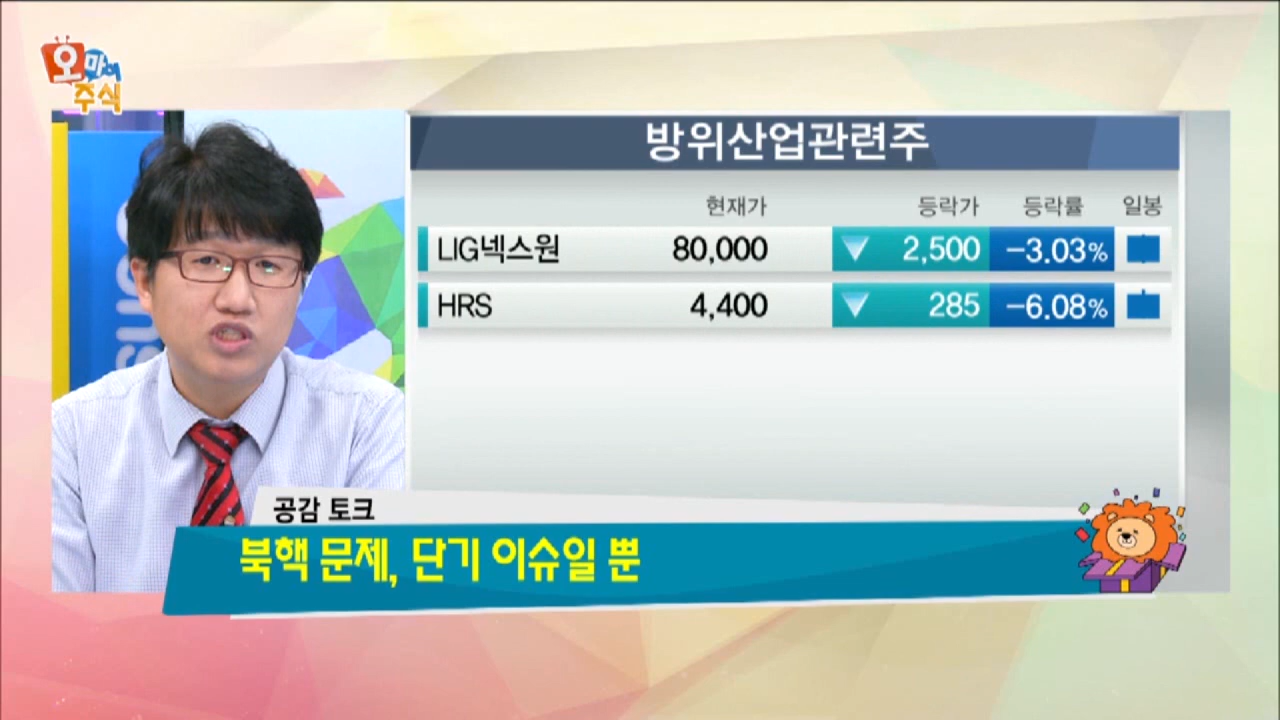 오마이
주식
방위산업관련주
현재가 등락가 등락률 일봉
LIG넥스원 80,000 ▼ 2,500 -3.03%
HRS 4,400 ▼ 285 -6.08%
공감 토크
북핵 문제, 단기 이슈일 뿐